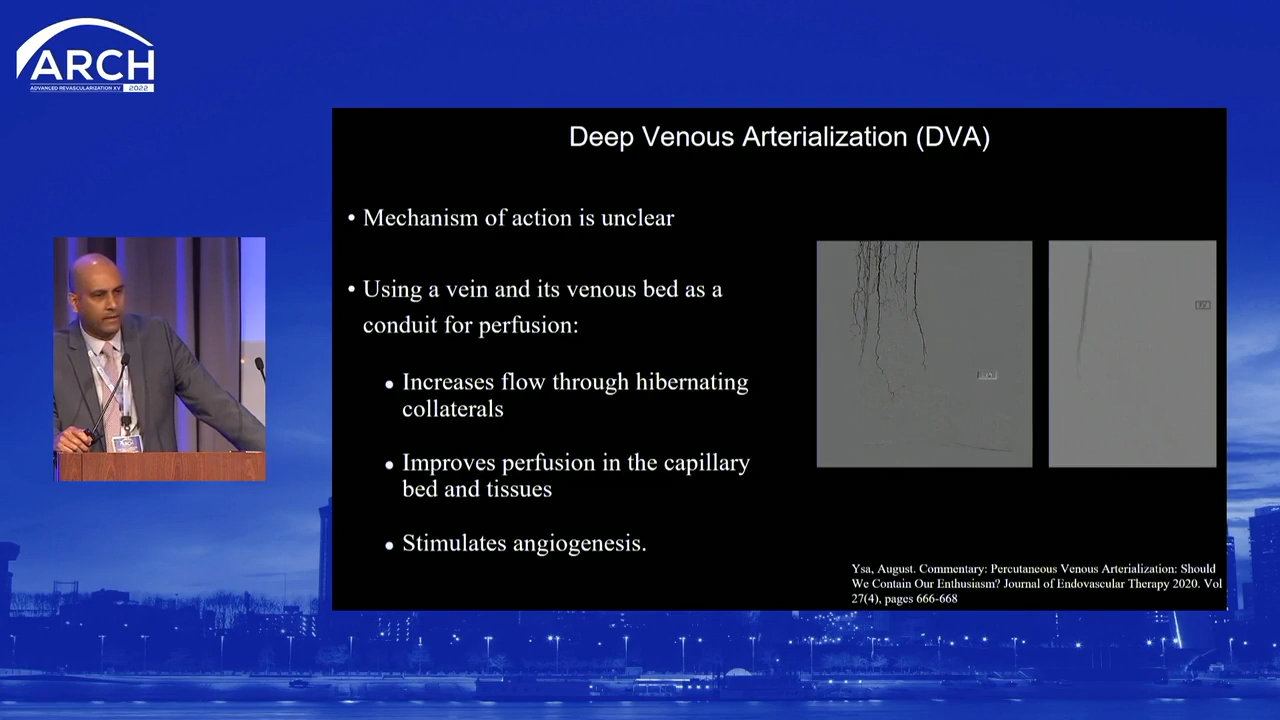 ARCH
ADVANCED REVASCULARIZATION XV 2022
Deep Venous Arterialization (DVA)
• Mechanism of action is unclear
• Using a vein and its venous bed as a
conduit for perfusion:
• Increases flow through hibernating
collaterals
• Improves perfusion in the capillary
bed and tissues
• Stimulates angiogenesis.
Ysa, August. Commentary: Percutaneous Venous Arterialization: Should
We Contain Our Enthusiasm? Journal of Endovascular Therapy 2020. Vol
27(4), pages 666-668
ARCH